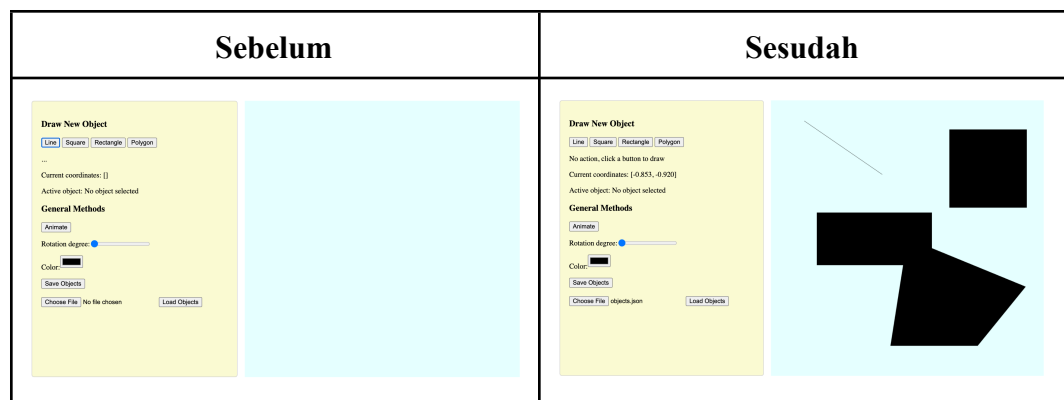 Sebelum
Sesudah
Draw New Object
Line Square Rectangle Polygon
...
Current coordinates: []
Active object: No object selected
General Methods
Animate
Rotation degree:
Color:
Save Objects
Choose File No file chosen Load Objects
Draw New Object
Line Square Rectangle Polygon
No action, click a button to draw
Current coordinates: [-0.853, -0.920]
Active object: No object selected
General Methods
Animate
Rotation degree:
Color:
Save Objects
Choose File objects.json Load Objects